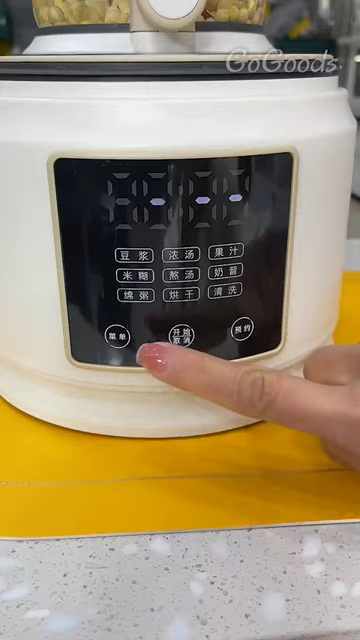 GoGoods.
豆浆 浓汤 果汁
米糊 熬汤 奶昔
绵粥 烘干 清洗
菜单 开始 取消 预约